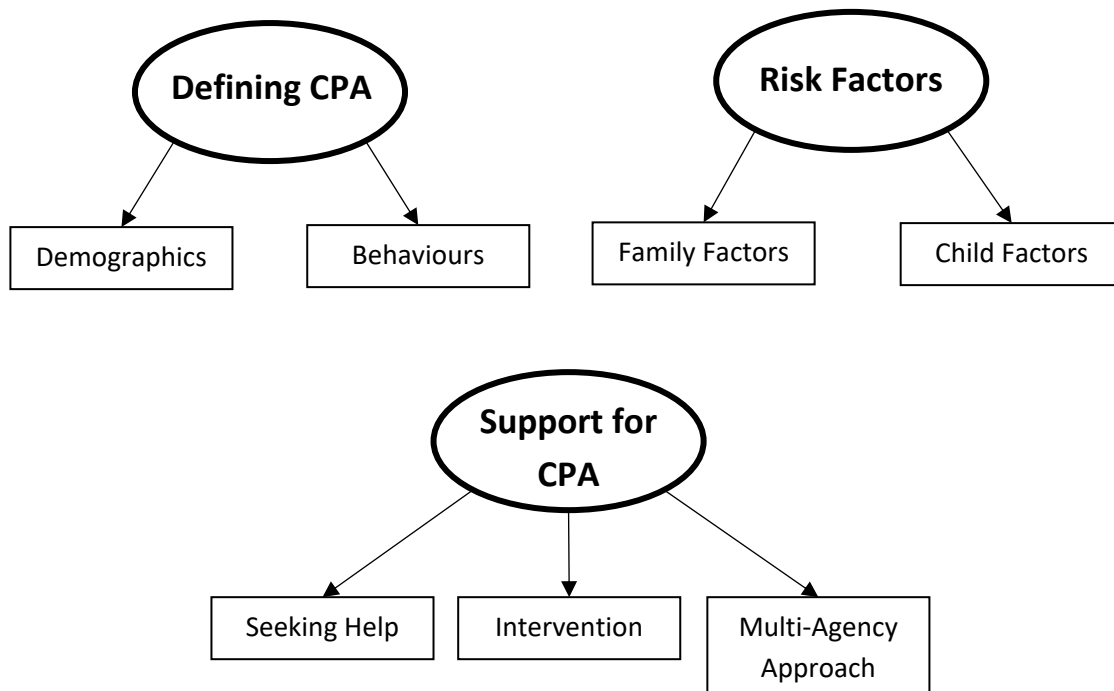 Defining CPA
Risk Factors
Demographics
Behaviours
Family Factors
Child Factors
Support for
CPA
Seeking Help
Intervention
Multi-Agency
Approach